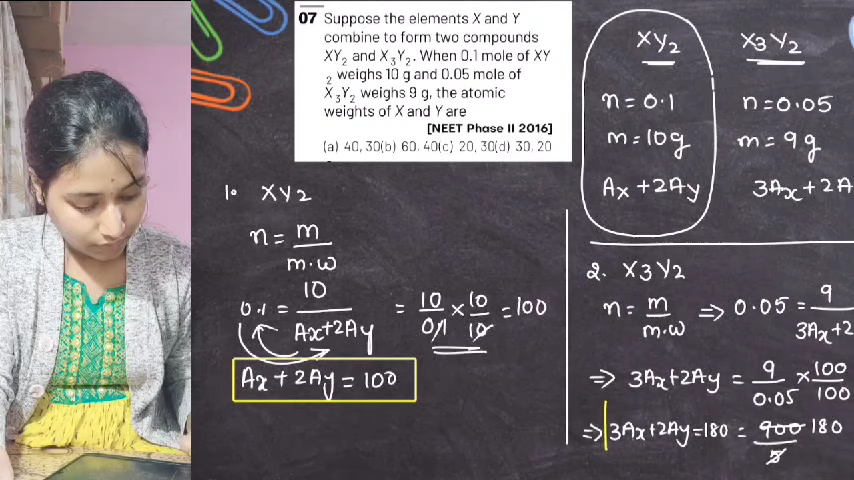 07 Suppose the elements X and Y
combine to form two compounds
XY₂ and X₃Y₂. When 0.1 mole of XY
₂ weighs 10 g and 0.05 mole of
X₃Y₂ weighs 9 g, the atomic
weights of X and Y are
[NEET Phase II 2016]
(a) 40, 30(b) 60. 40(c) 20, 30(d) 30. 20
XY₂
n = 0.1
m = 10g
Ax + 2Ay
X₃Y₂
n = 0.05
m = 9g
3Ax + 2A
1. XY₂
n = m / m.w
0.1 = 10 / Ax+2Ay = 10/0.1 × 10/10 = 100
Ax + 2Ay = 100
2. X₃Y₂
n = m / m.w ⇒ 0.05 = 9 / 3Ax+2
⇒ 3Ax+2Ay = 9/0.05 × 100/100
⇒ 3Ax+2Ay=180 = 900/5 180